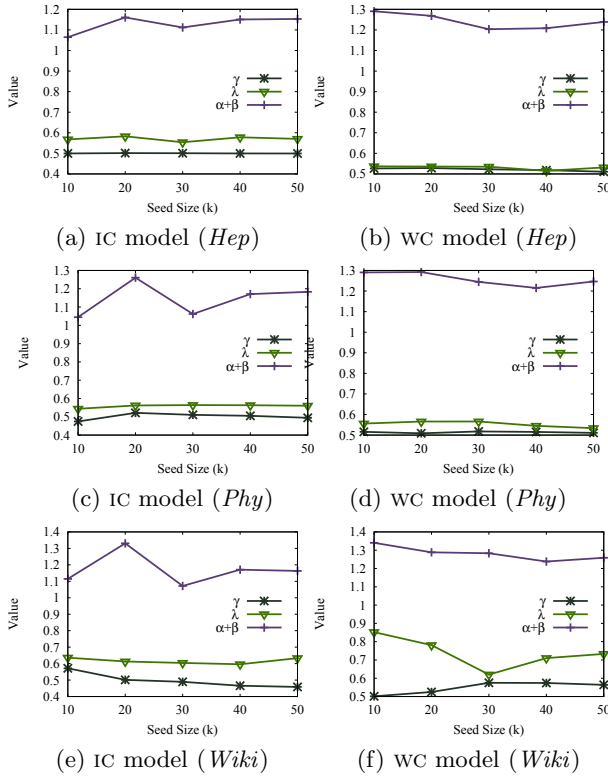 1.2
1.1
1
0.9
0.8
0.7
0.6
0.5
0.4
Value
γ
λ
α+β
10 20 30 40 50
Seed Size (k)
(a) IC model (Hep)
1.3
1.2
1.1
1
0.9
0.8
0.7
0.6
0.5
Value
γ
λ
α+β
10 20 30 40 50
Seed Size (k)
(b) WC model (Hep)
1.3
1.2
1.1
1
0.9
0.8
0.7
0.6
0.5
0.4
Value
γ
λ
α+β
10 20 30 40 50
Seed Size (k)
(c) IC model (Phy)
1.3
1.2
1.1
1
0.9
0.8
0.7
0.6
0.5
Value
γ
λ
α+β
10 20 30 40 50
Seed Size (k)
(d) WC model (Phy)
1.4
1.3
1.2
1.1
1
0.9
0.8
0.7
0.6
0.5
0.4
Value
γ
λ
α+β
10 20 30 40 50
Seed Size (k)
(e) IC model (Wiki)
1.4
1.3
1.2
1.1
1
0.9
0.8
0.7
0.6
0.5
Value
γ
λ
α+β
10 20 30 40 50
Seed Size (k)
(f) WC model (Wiki)